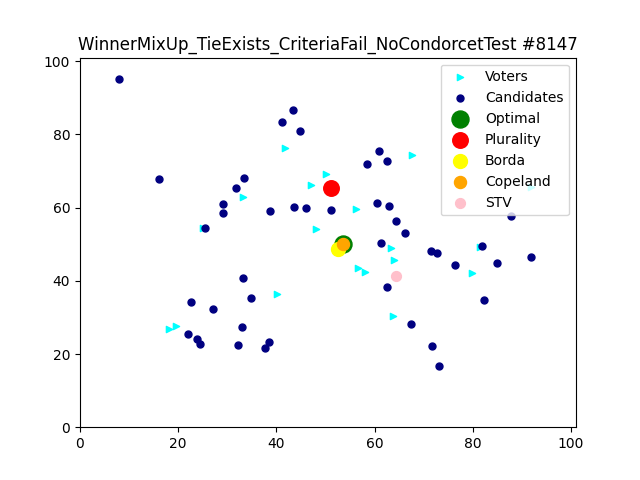 WinnerMixUp_TieExists_CriteriaFail_NoCondorcetTest #8147
100
80
60
40
20
0
0 20 40 60 80 100
Voters
Candidates
Optimal
Plurality
Borda
Copeland
STV